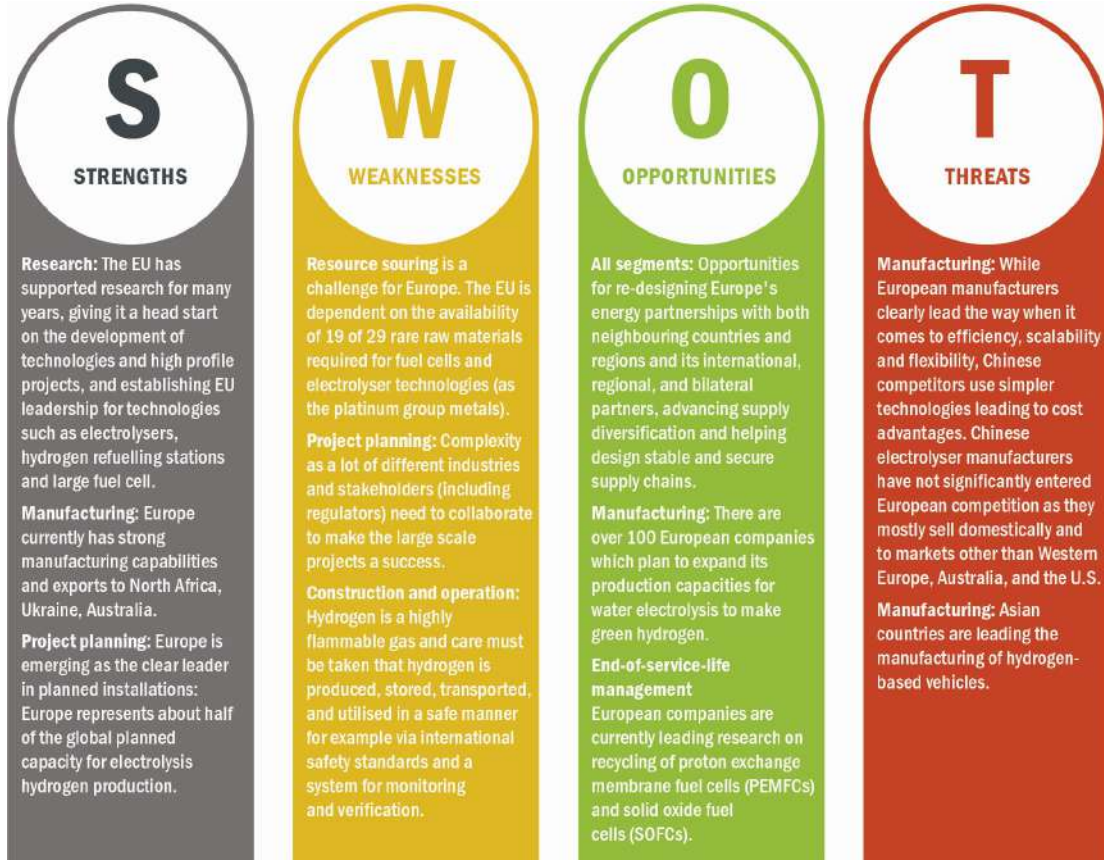 S
STRENGTHS
Research: The EU has
supported research for many
years, giving it a head start
on the development of
technologies and high profile
projects, and establishing EU
leadership for technologies
such as electrolysers,
hydrogen refuelling stations
and large fuel cell.
Manufacturing: Europe
currently has strong
manufacturing capabilities
and exports to North Africa,
Ukraine, Australia.
Project planning: Europe is
emerging as the clear leader
in planned installations:
Europe represents about half
of the global planned
capacity for electrolysis
hydrogen production.
W
WEAKNESSES
Resource souring is a
challenge for Europe. The EU is
dependent on the availability
of 19 of 29 rare raw materials
required for fuel cells and
electrolyser technologies (as
the platinum group metals).
Project planning: Complexity
as a lot of different industries
and stakeholders (including
regulators) need to collaborate
to make the large scale
projects a success.
Construction and operation:
Hydrogen is a highly
flammable gas and care must
be taken that hydrogen is
produced, stored, transported,
and utilised in a safe manner
for example via international
safety standards and a
system for monitoring
and verification.
O
OPPORTUNITIES
All segments: Opportunities
for re-designing Europe's
energy partnerships with both
neighbouring countries and
regions and its international,
regional, and bilateral
partners, advancing supply
diversification and helping
design stable and secure
supply chains.
Manufacturing: There are
over 100 European companies
which plan to expand its
production capacities for
water electrolysis to make
green hydrogen.
End-of-service-life
management
European companies are
currently leading research on
recycling of proton exchange
membrane fuel cells (PEMFCs)
and solid oxide fuel
cells (SOFCs).
T
THREATS
Manufacturing: While
European manufacturers
clearly lead the way when it
comes to efficiency, scalability
and flexibility, Chinese
competitors use simpler
technologies leading to cost
advantages. Chinese
electrolyser manufacturers
have not significantly entered
European competition as they
mostly sell domestically and
to markets other than Western
Europe, Australia, and the U.S.
Manufacturing: Asian
countries are leading the
manufacturing of hydrogen-
based vehicles.